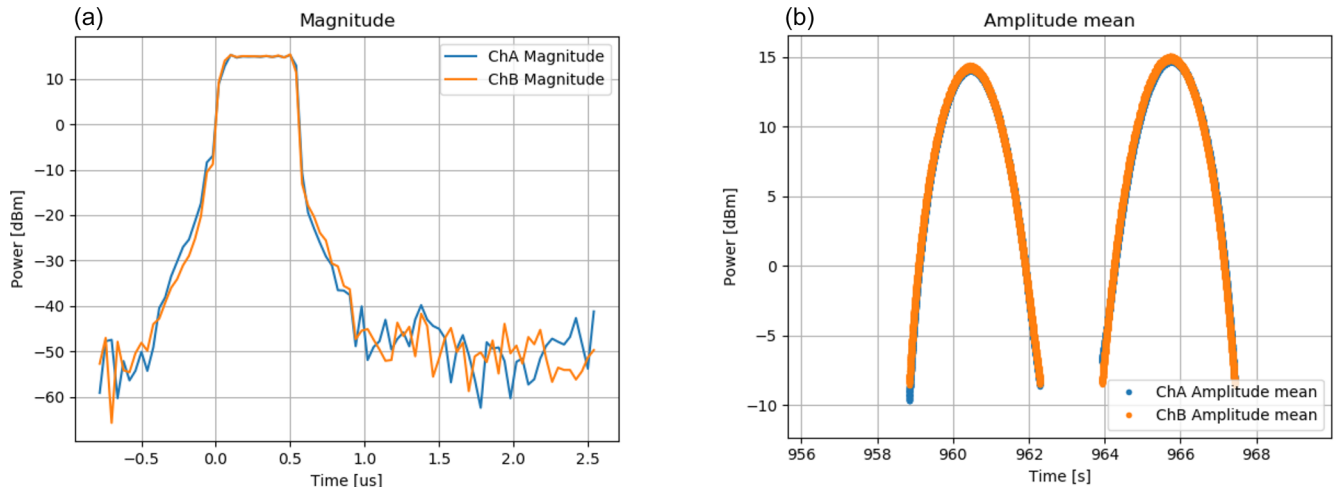 (a)
Magnitude
ChA Magnitude
ChB Magnitude
Power [dBm]
10
0
−10
−20
−30
−40
−50
−60
−0.5 0.0 0.5 1.0 1.5 2.0 2.5
Time [us]
(b)
Amplitude mean
Power [dBm]
15
10
5
0
−5
−10
ChA Amplitude mean
ChB Amplitude mean
956 958 960 962 964 966 968
Time [s]